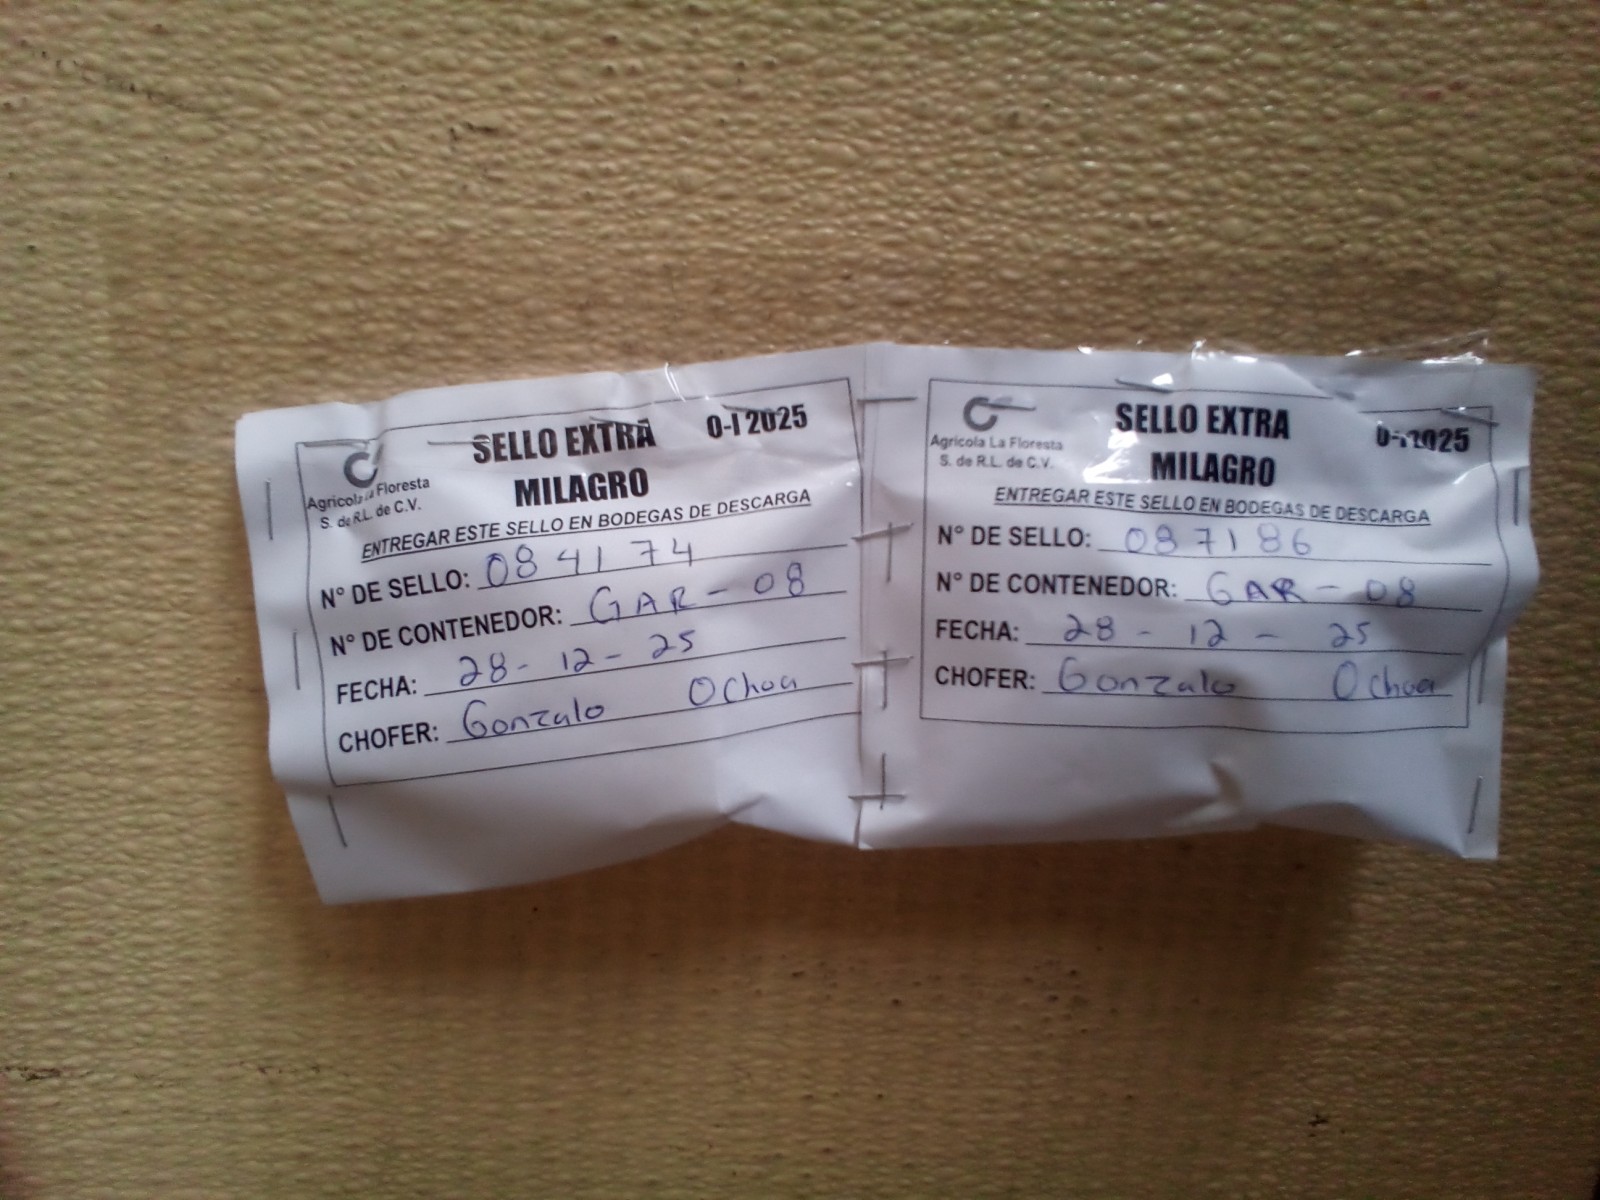 SELLO EXTRA 0-I 2025
MILAGRO
Agricola La Floresta
S. de R.L. de C.V.
ENTREGAR ESTE SELLO EN BODEGAS DE DESCARGA
N° DE SELLO: 084174
N° DE CONTENEDOR: GAR-08
FECHA: 28-12-25
CHOFER: Gonzalo Ochoa
SELLO EXTRA 0-I 2025
MILAGRO
Agricola La Floresta
S. de R.L. de C.V.
ENTREGAR ESTE SELLO EN BODEGAS DE DESCARGA
N° DE SELLO: 087186
N° DE CONTENEDOR: GAR-08
FECHA: 28-12-25
CHOFER: Gonzalo Ochoa